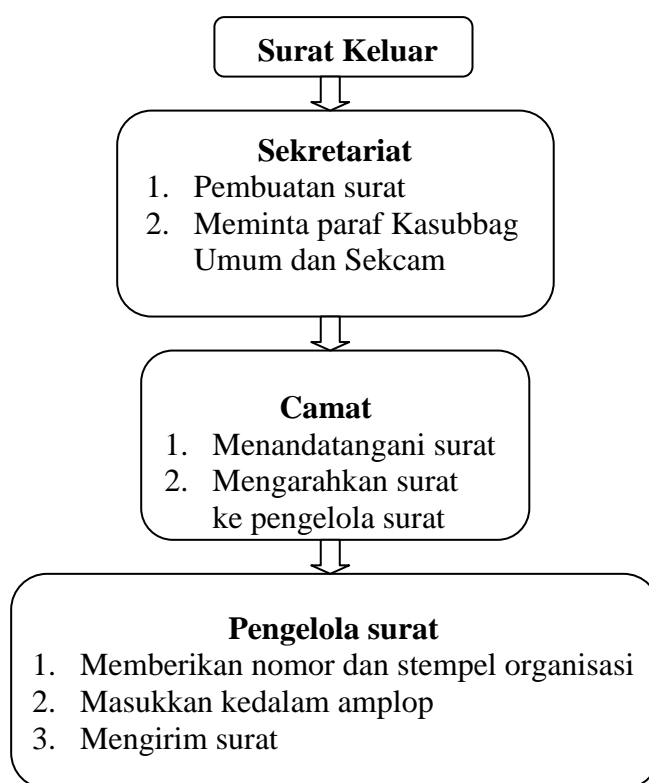 Surat Keluar
Sekretariat
1. Pembuatan surat
2. Meminta paraf Kasubbag
Umum dan Sekcam
Camat
1. Menandatangani surat
2. Mengarahkan surat
ke pengelola surat
Pengelola surat
1. Memberikan nomor dan stempel organisasi
2. Masukkan kedalam amplop
3. Mengirim surat